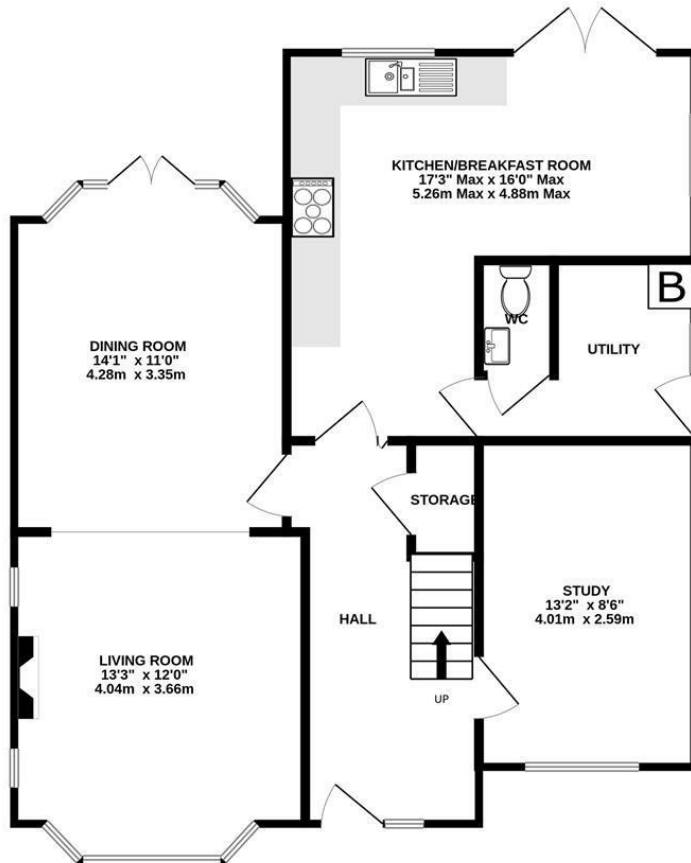 KITCHEN/BREAKFAST ROOM
17'3" Max x 16'0" Max
5.26m Max x 4.88m Max
B
WC
UTILITY
DINING ROOM
14'1" x 11'0"
4.28m x 3.35m
STORAGE
STUDY
13'2" x 8'6"
4.01m x 2.59m
HALL
LIVING ROOM
13'3" x 12'0"
4.04m x 3.66m
UP